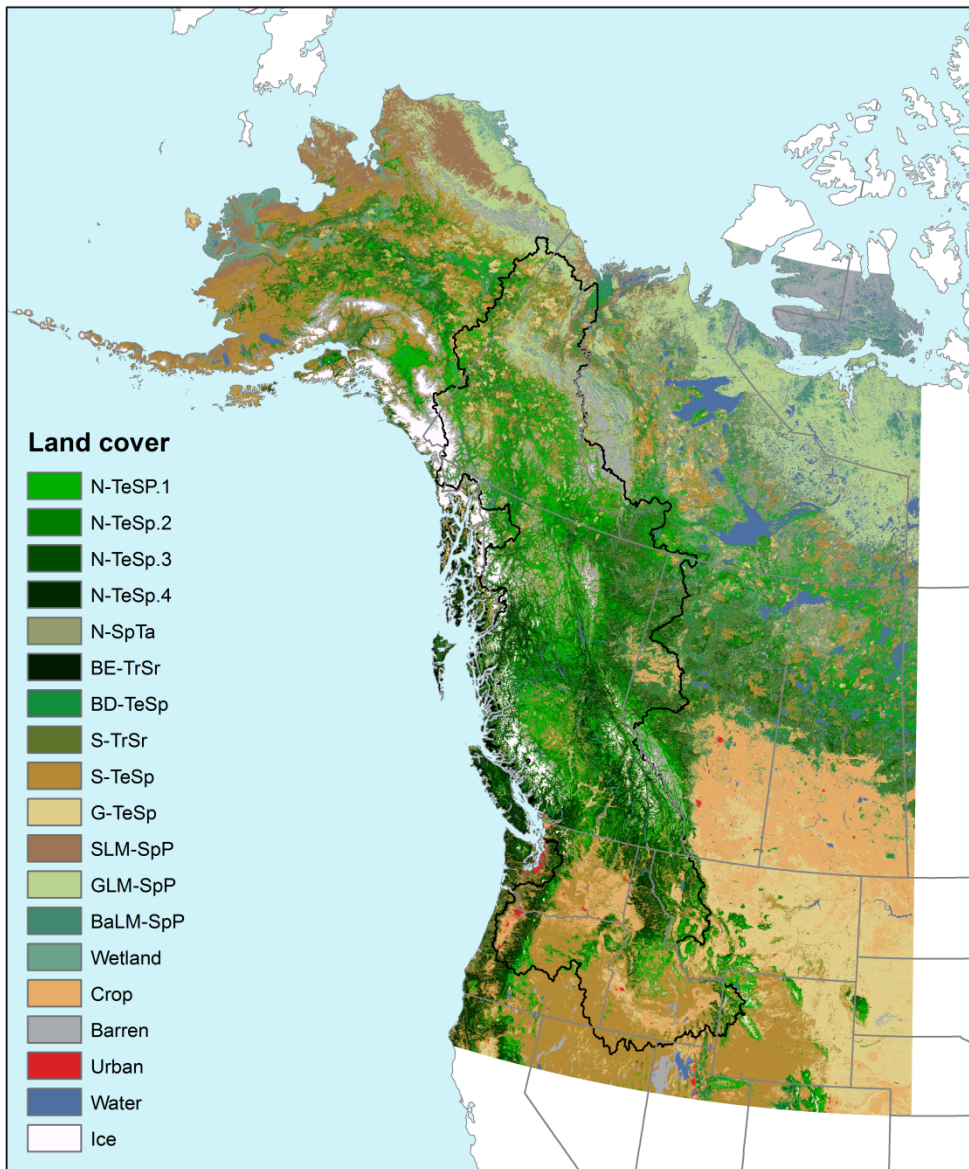 Land cover
N-TeSP.1
N-TeSp.2
N-TeSp.3
N-TeSp.4
N-SpTa
BE-TrSr
BD-TeSp
S-TrSr
S-TeSp
G-TeSp
SLM-SpP
GLM-SpP
BaLM-SpP
Wetland
Crop
Barren
Urban
Water
Ice